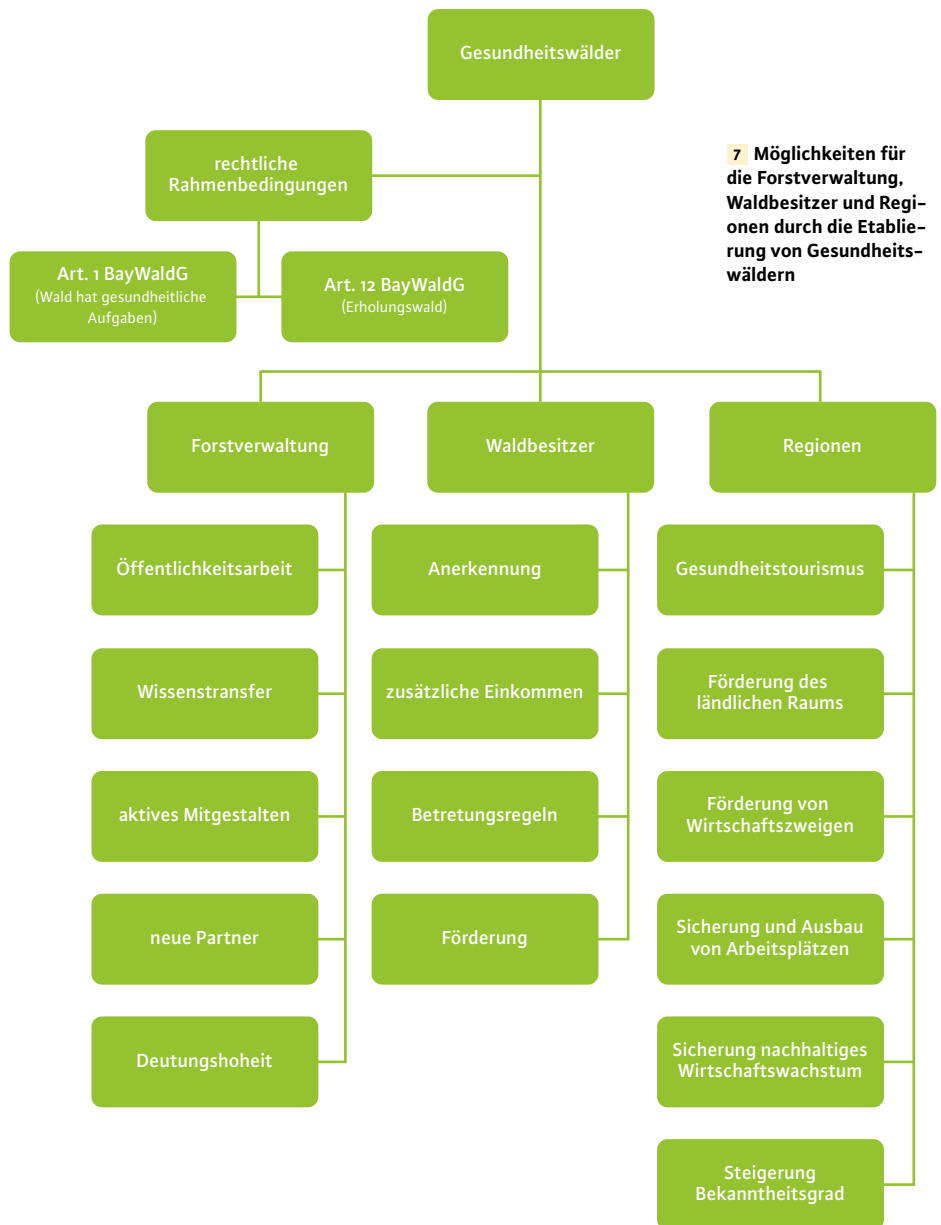 Gesundheitswälder
rechtliche
Rahmenbedingungen
7 Möglichkeiten für
die Forstverwaltung,
Waldbesitzer und Regi-
onen durch die Etablie-
rung von Gesundheits-
wäldern
Art. 1 BayWaldG
(Wald hat gesundheitliche
Aufgaben)
Art. 12 BayWaldG
(Erholungswald)
Forstverwaltung
Öffentlichkeitsarbeit
Wissenstransfer
aktives Mitgestalten
neue Partner
Deutungshoheit
Waldbesitzer
Anerkennung
zusätzliche Einkommen
Betretungsregeln
Förderung
Regionen
Gesundheitstourismus
Förderung des
ländlichen Raums
Förderung von
Wirtschaftszweigen
Sicherung und Ausbau
von Arbeitsplätzen
Sicherung nachhaltiges
Wirtschaftswachstum
Steigerung
Bekanntheitsgrad